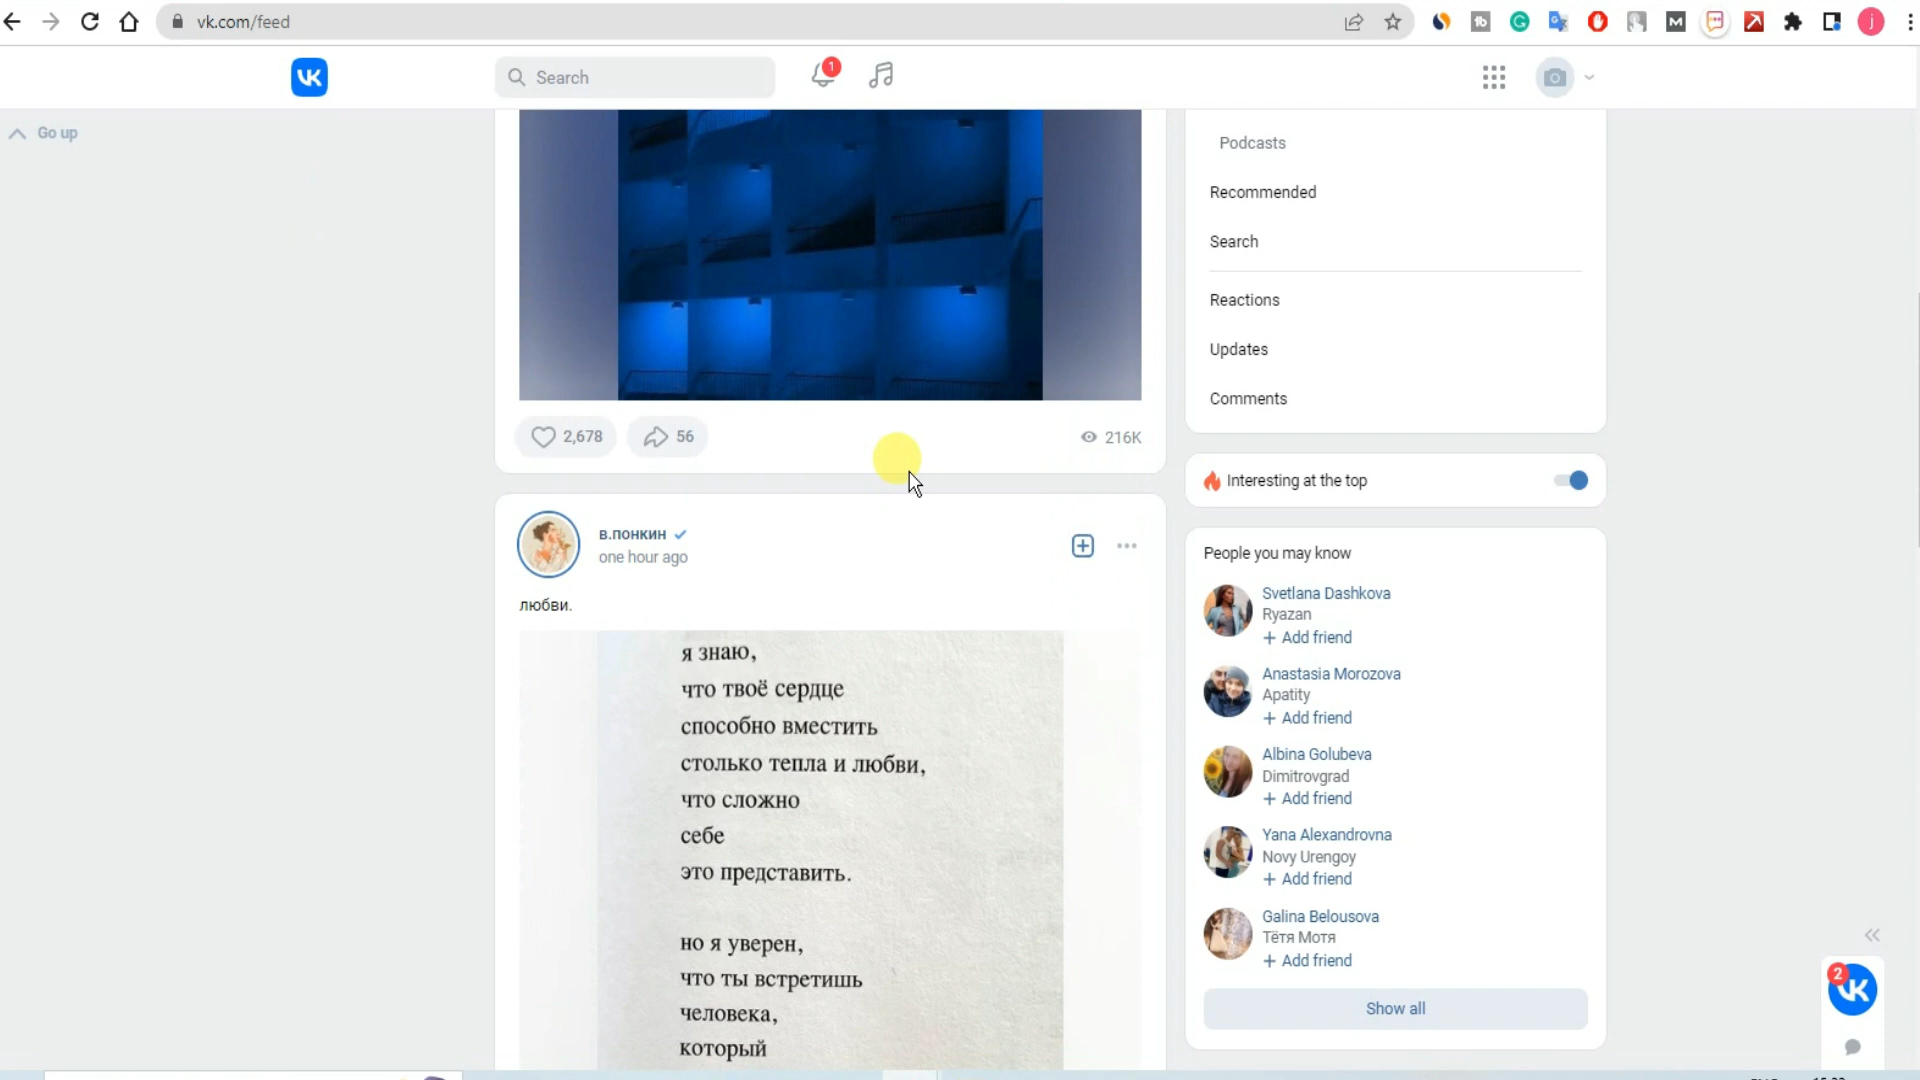 vk.com/feed
Search
1
Go up
Podcasts
Recommended
Search
Reactions
Updates
Comments
2,678
56
216K
Interesting at the top
в.понкин
one hour ago
любви.
я знаю,
что твоё сердце
способно вместить
столько тепла и любви,
что сложно
себе
это представить.
но я уверен,
что ты встретишь
человека,
который
People you may know
Svetlana Dashkova
Ryazan
+ Add friend
Anastasia Morozova
Apatity
+ Add friend
Albina Golubeva
Dimitrovgrad
+ Add friend
Yana Alexandrovna
Novy Urengoy
+ Add friend
Galina Belousova
Тётя Мотя
+ Add friend
Show all
2